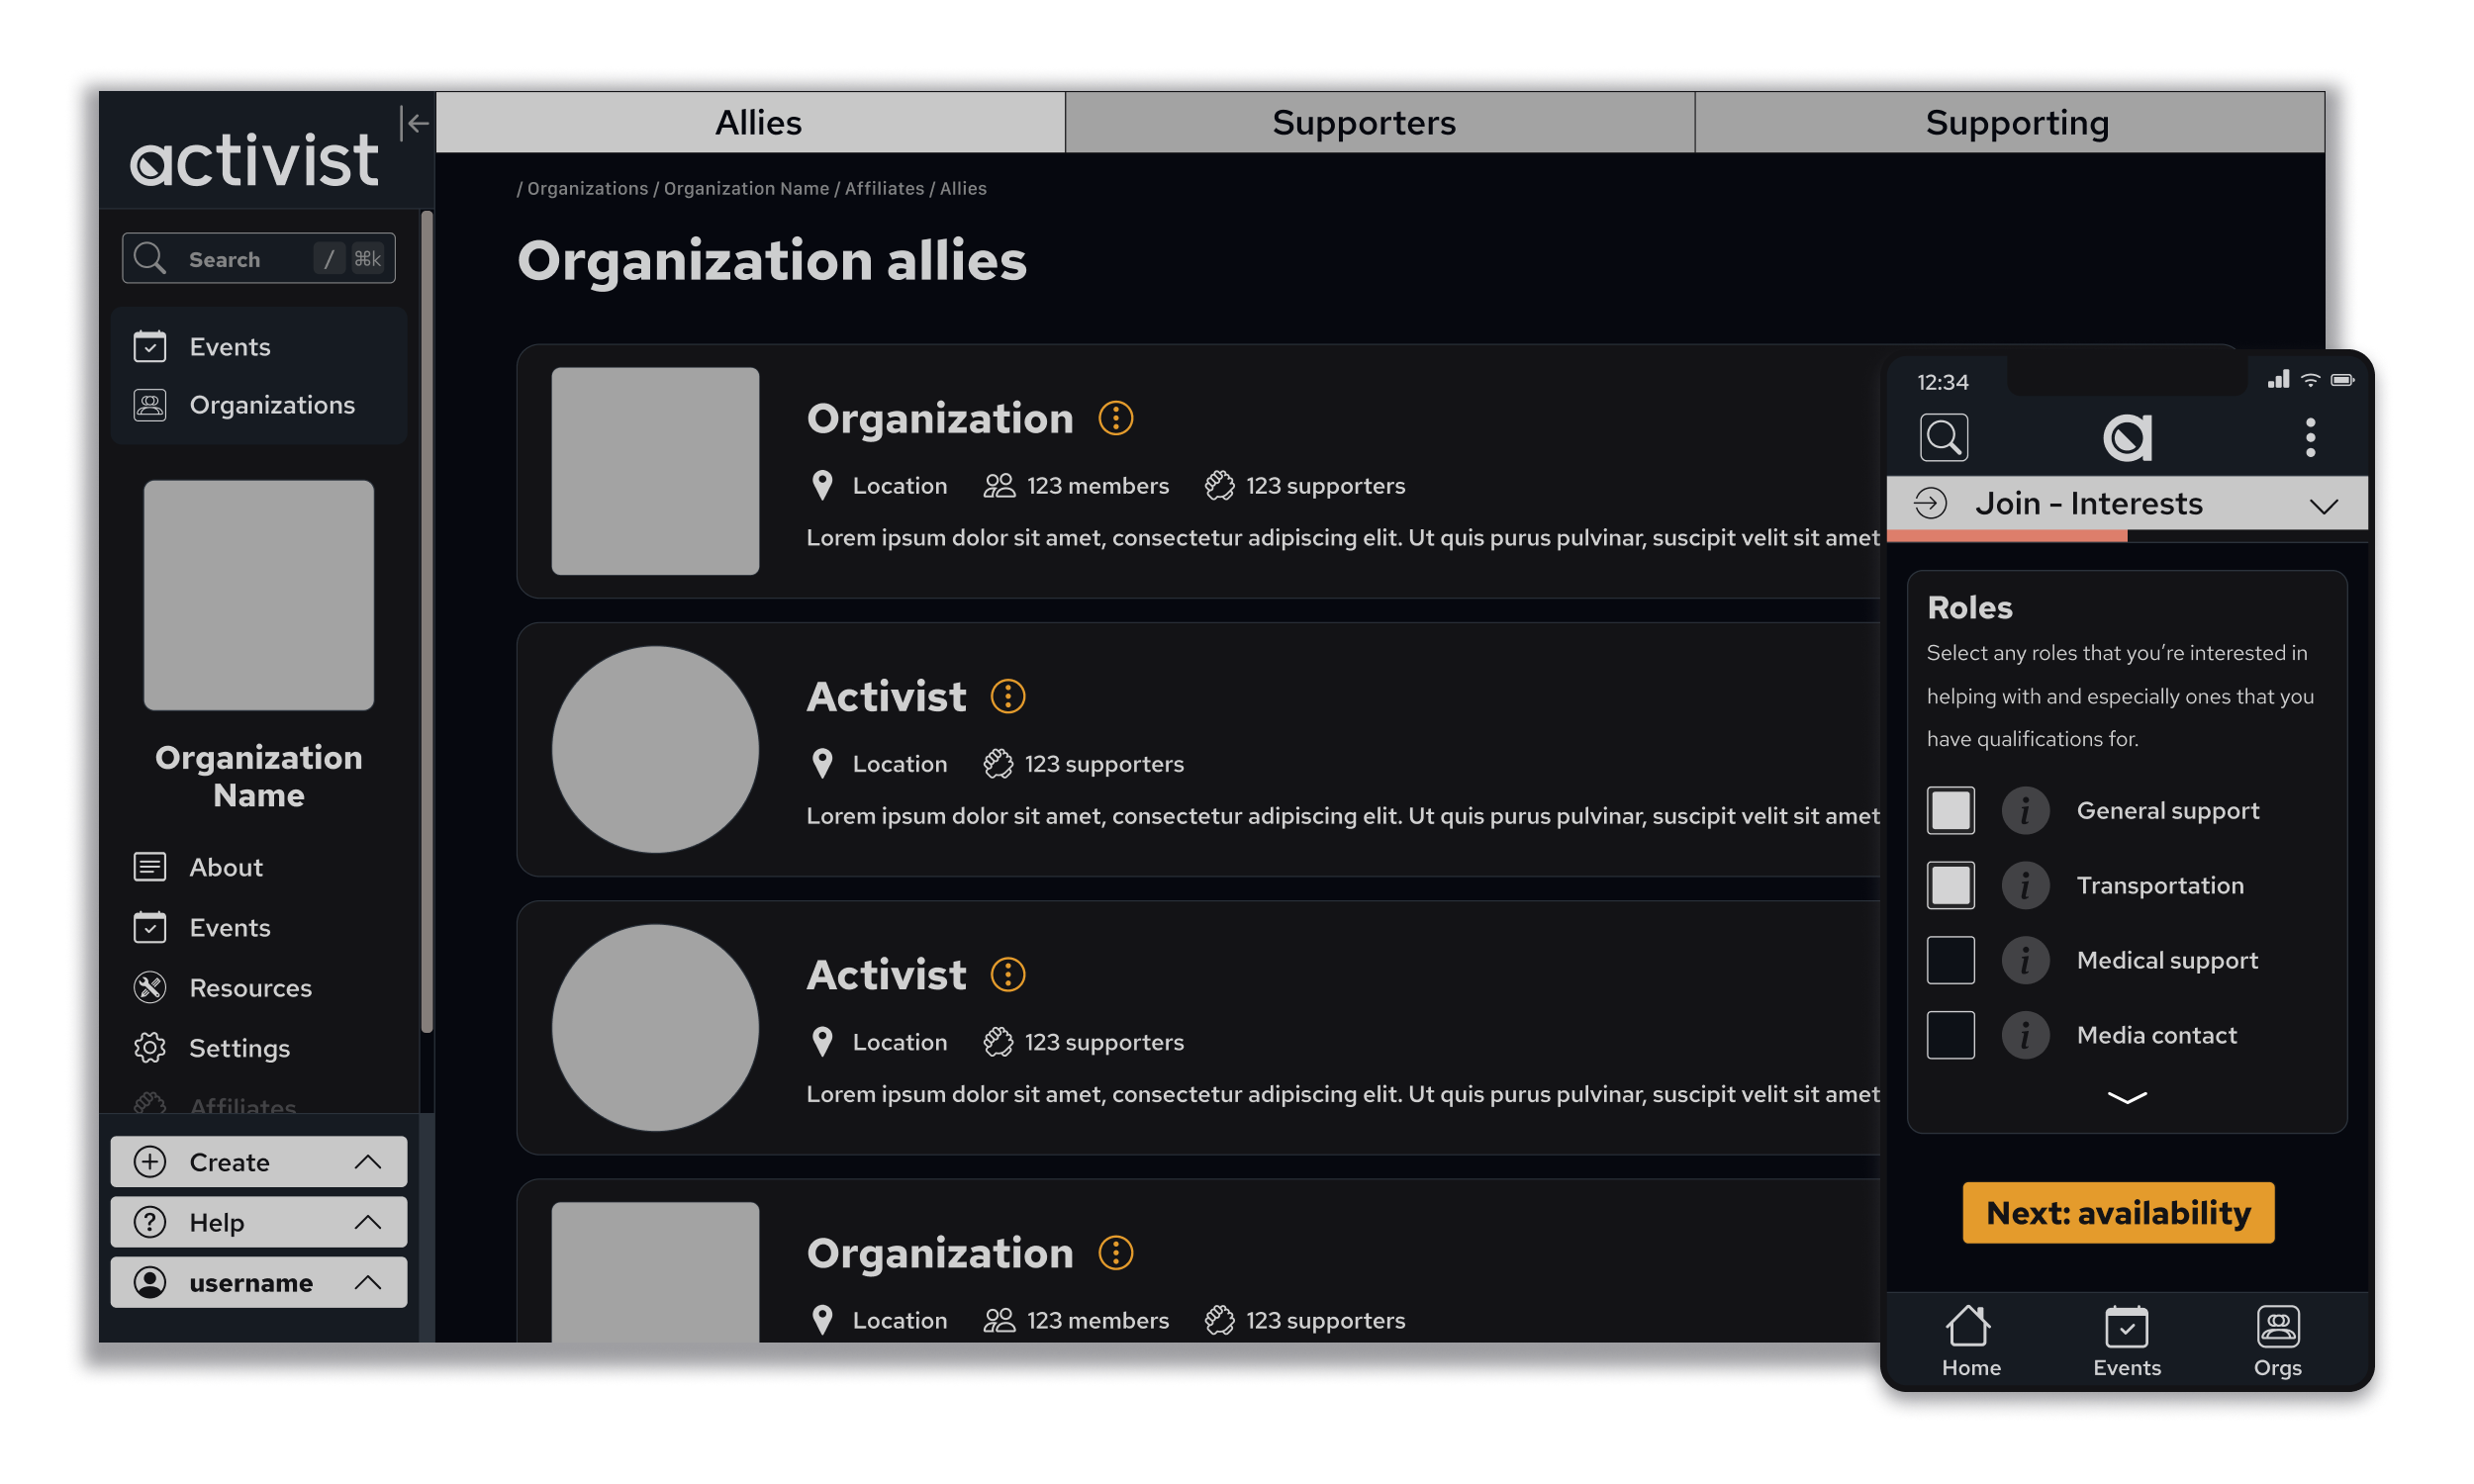 activist
Search / ⌘k
Events
Organizations
Organization
Name
About
Events
Resources
Settings
Affiliates
Create
Help
username
Allies Supporters Supporting
/ Organizations / Organization Name / Affiliates / Allies
Organization allies
Organization
Location 123 members 123 supporters
Lorem ipsum dolor sit amet, consectetur adipiscing elit. Ut quis purus pulvinar, suscipit velit sit amet
Activist
Location 123 supporters
Lorem ipsum dolor sit amet, consectetur adipiscing elit. Ut quis purus pulvinar, suscipit velit sit amet
Activist
Location 123 supporters
Lorem ipsum dolor sit amet, consectetur adipiscing elit. Ut quis purus pulvinar, suscipit velit sit amet
Organization
Location 123 members 123 supporters
12:34
a
Join - Interests
Roles
Select any roles that you’re interested in
helping with and especially ones that you
have qualifications for.
i General support
i Transportation
i Medical support
i Media contact
Next: availability
Home Events Orgs